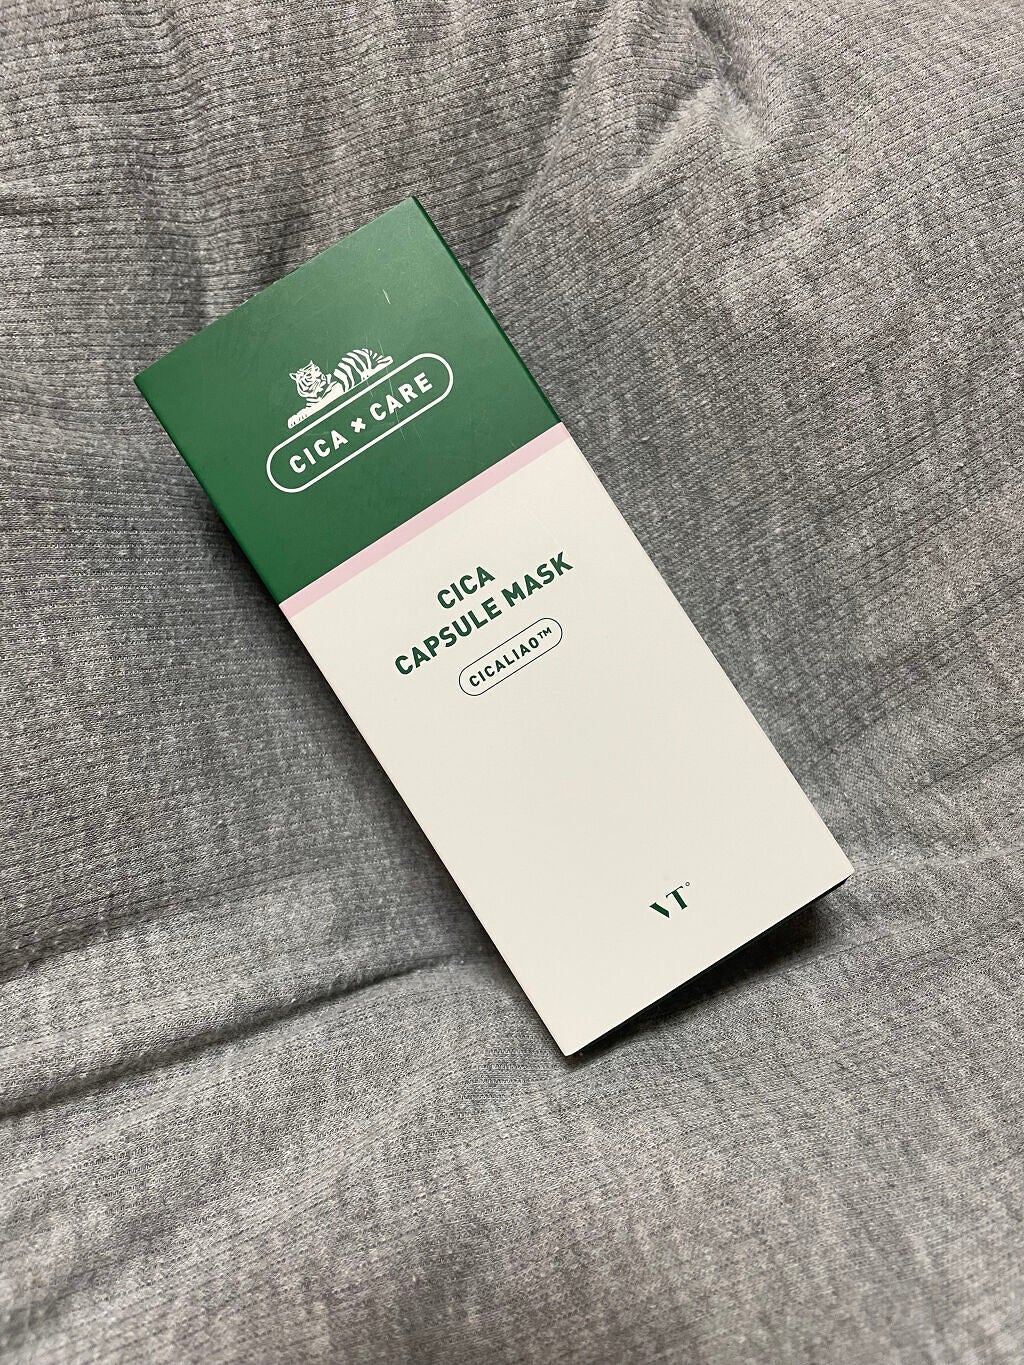 CICA × CARE
CICA
CAPSULE MASK
CICALIAO™
VT°